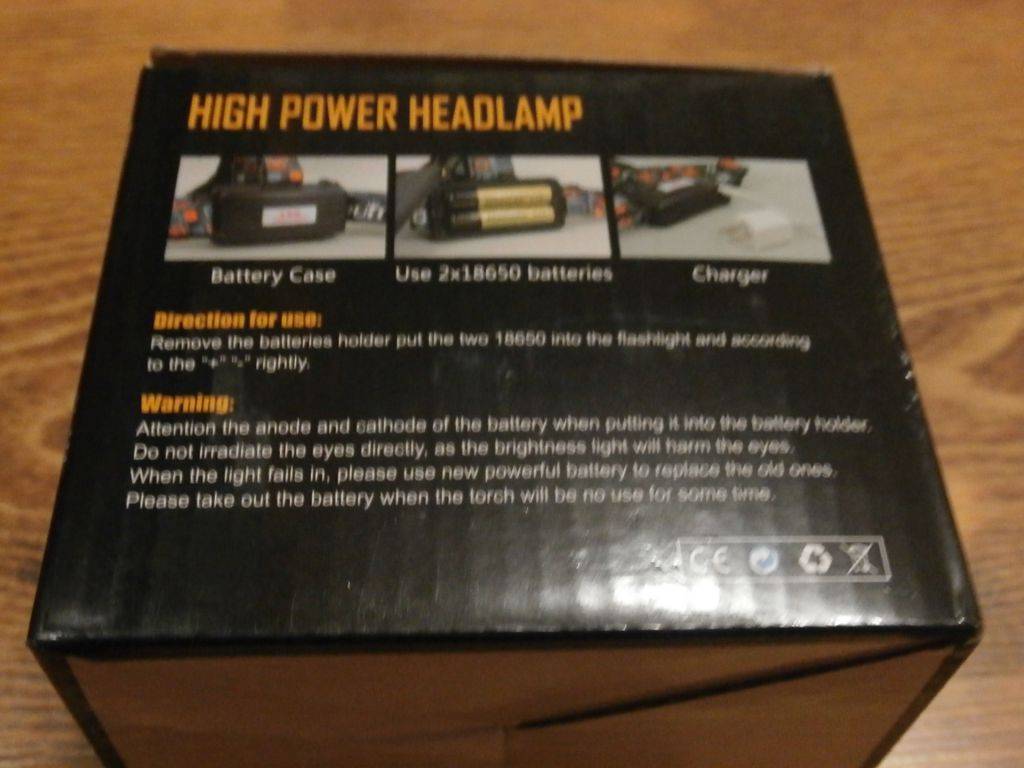 HIGH POWER HEADLAMP
Battery Case
Use 2x18650 batteries
Charger
Direction for use:
Remove the batteries holder put the two 18650 into the flashlight and according
to the "+" "-" rightly.
Warning:
Attention the anode and cathode of the battery when putting it into the battery holder.
Do not irradiate the eyes directly, as the brightness light will harm the eyes.
When the light fails in, please use new powerful battery to replace the old ones.
Please take out the battery when the torch will be no use for some time.
CE